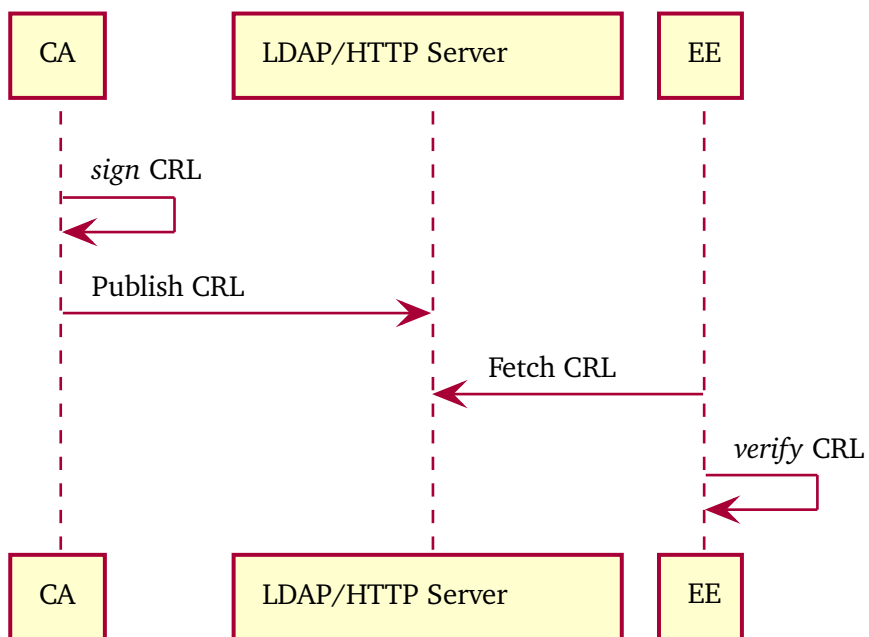 CA
LDAP/HTTP Server
EE
sign CRL
Publish CRL
Fetch CRL
verify CRL
CA
LDAP/HTTP Server
EE